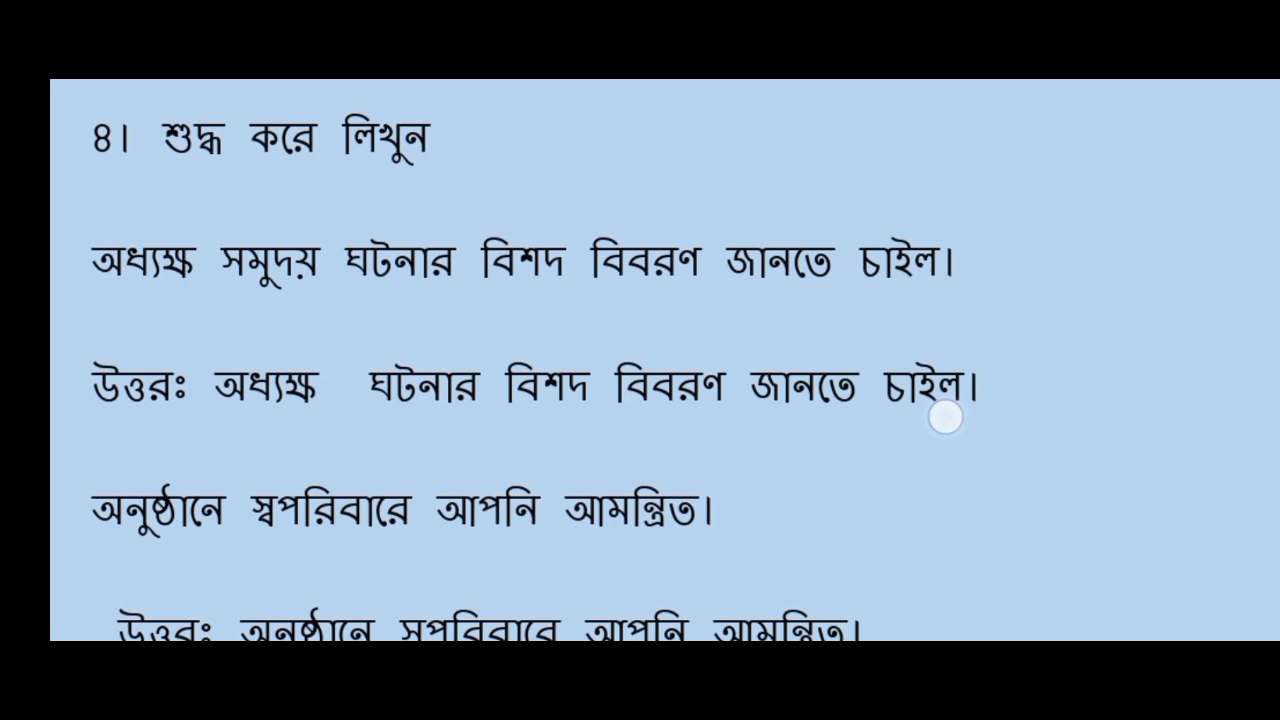 ৪। শুদ্ধ করে লিখুন
অধ্যক্ষ সমুদয় ঘটনার বিশদ বিবরণ জানতে চাইল।
উত্তরঃ অধ্যক্ষ ঘটনার বিশদ বিবরণ জানতে চাইল।
অনুষ্ঠানে স্বপরিবারে আপনি আমন্ত্রিত।
উত্তরঃ অনুষ্ঠানে সপরিবারে আপনি আমন্ত্রিত।